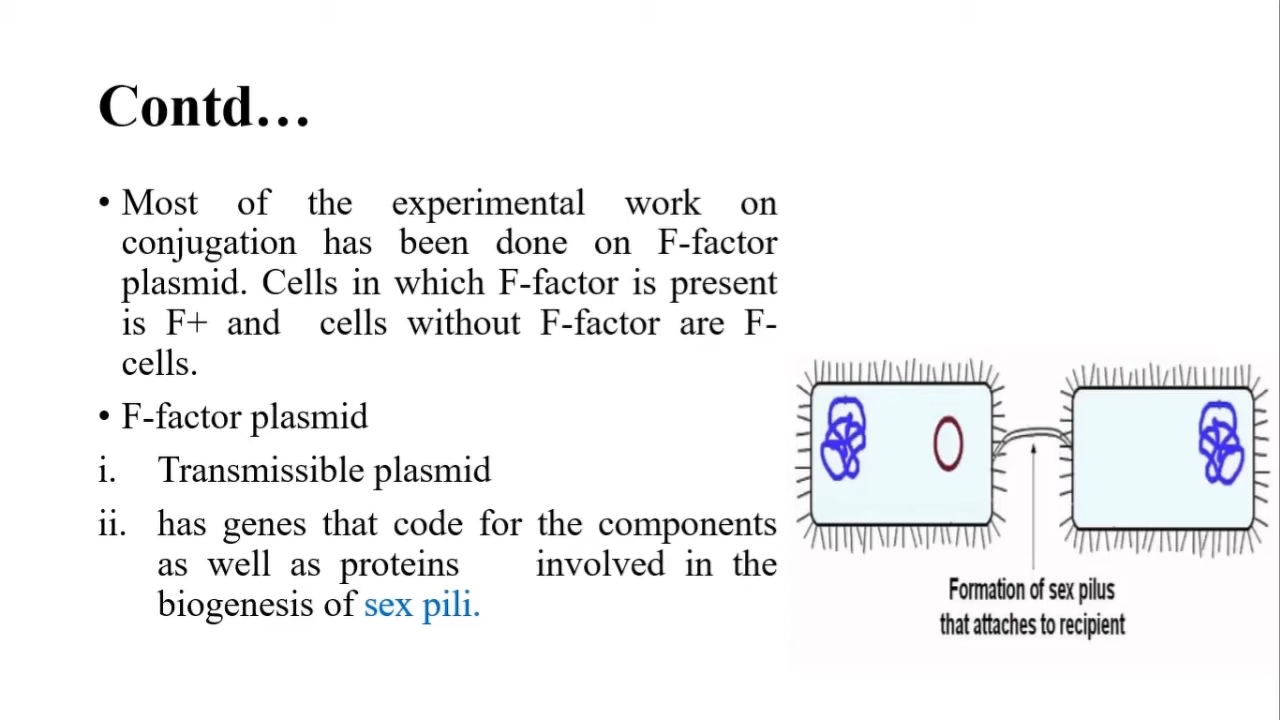 Contd...
• Most of the experimental work on
conjugation has been done on F-factor
plasmid. Cells in which F-factor is present
is F+ and cells without F-factor are F-
cells.
• F-factor plasmid
i. Transmissible plasmid
ii. has genes that code for the components
as well as proteins involved in the
biogenesis of sex pili.
Formation of sex pilus
that attaches to recipient